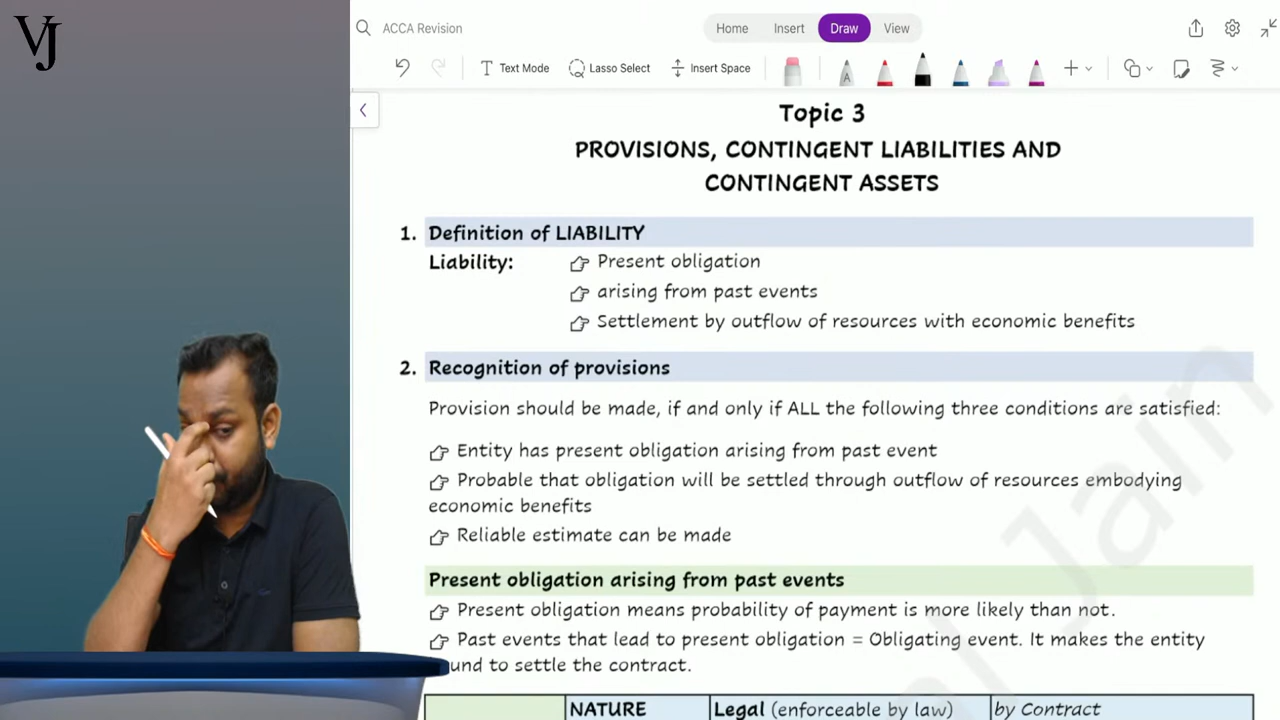 VJ
ACCA Revision
Home Insert Draw View
Text Mode Lasso Select Insert Space
A
Topic 3
PROVISIONS, CONTINGENT LIABILITIES AND
CONTINGENT ASSETS
1. Definition of LIABILITY
Liability: Present obligation
arising from past events
Settlement by outflow of resources with economic benefits
2. Recognition of provisions
Provision should be made, if and only if ALL the following three conditions are satisfied:
Entity has present obligation arising from past event
Probable that obligation will be settled through outflow of resources embodying
economic benefits
Reliable estimate can be made
Present obligation arising from past events
Present obligation means probability of payment is more likely than not.
Past events that lead to present obligation = Obligating event. It makes the entity
und to settle the contract.
NATURE Legal (enforceable by law) by Contract
Jain